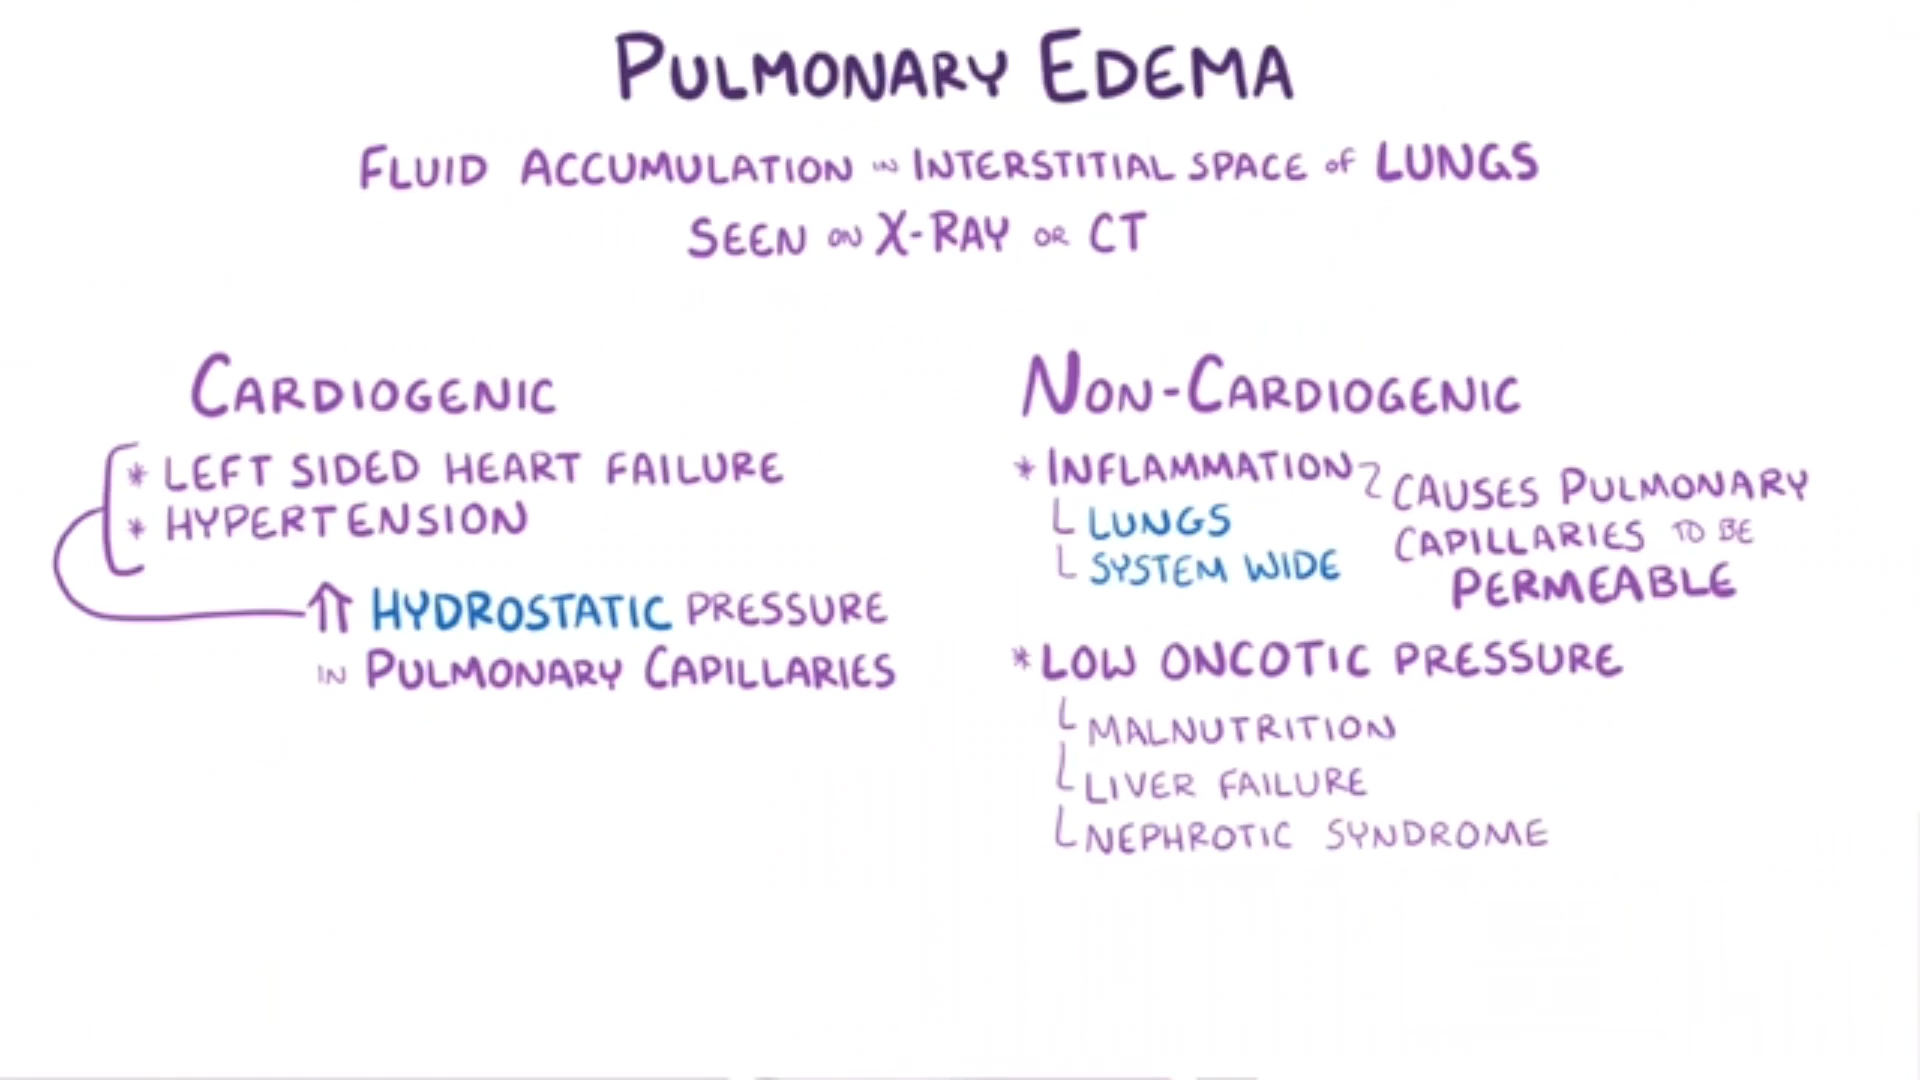 PULMONARY EDEMA
FLUID ACCUMULATION IN INTERSTITIAL SPACE OF LUNGS
SEEN ON X-RAY OR CT
CARDIOGENIC
* LEFT SIDED HEART FAILURE
* HYPERTENSION
⇑ HYDROSTATIC PRESSURE
IN PULMONARY CAPILLARIES
NON-CARDIOGENIC
* INFLAMMATION
LUNGS
SYSTEM WIDE
CAUSES PULMONARY
CAPILLARIES TO BE
PERMEABLE
* LOW ONCOTIC PRESSURE
MALNUTRITION
LIVER FAILURE
NEPHROTIC SYNDROME